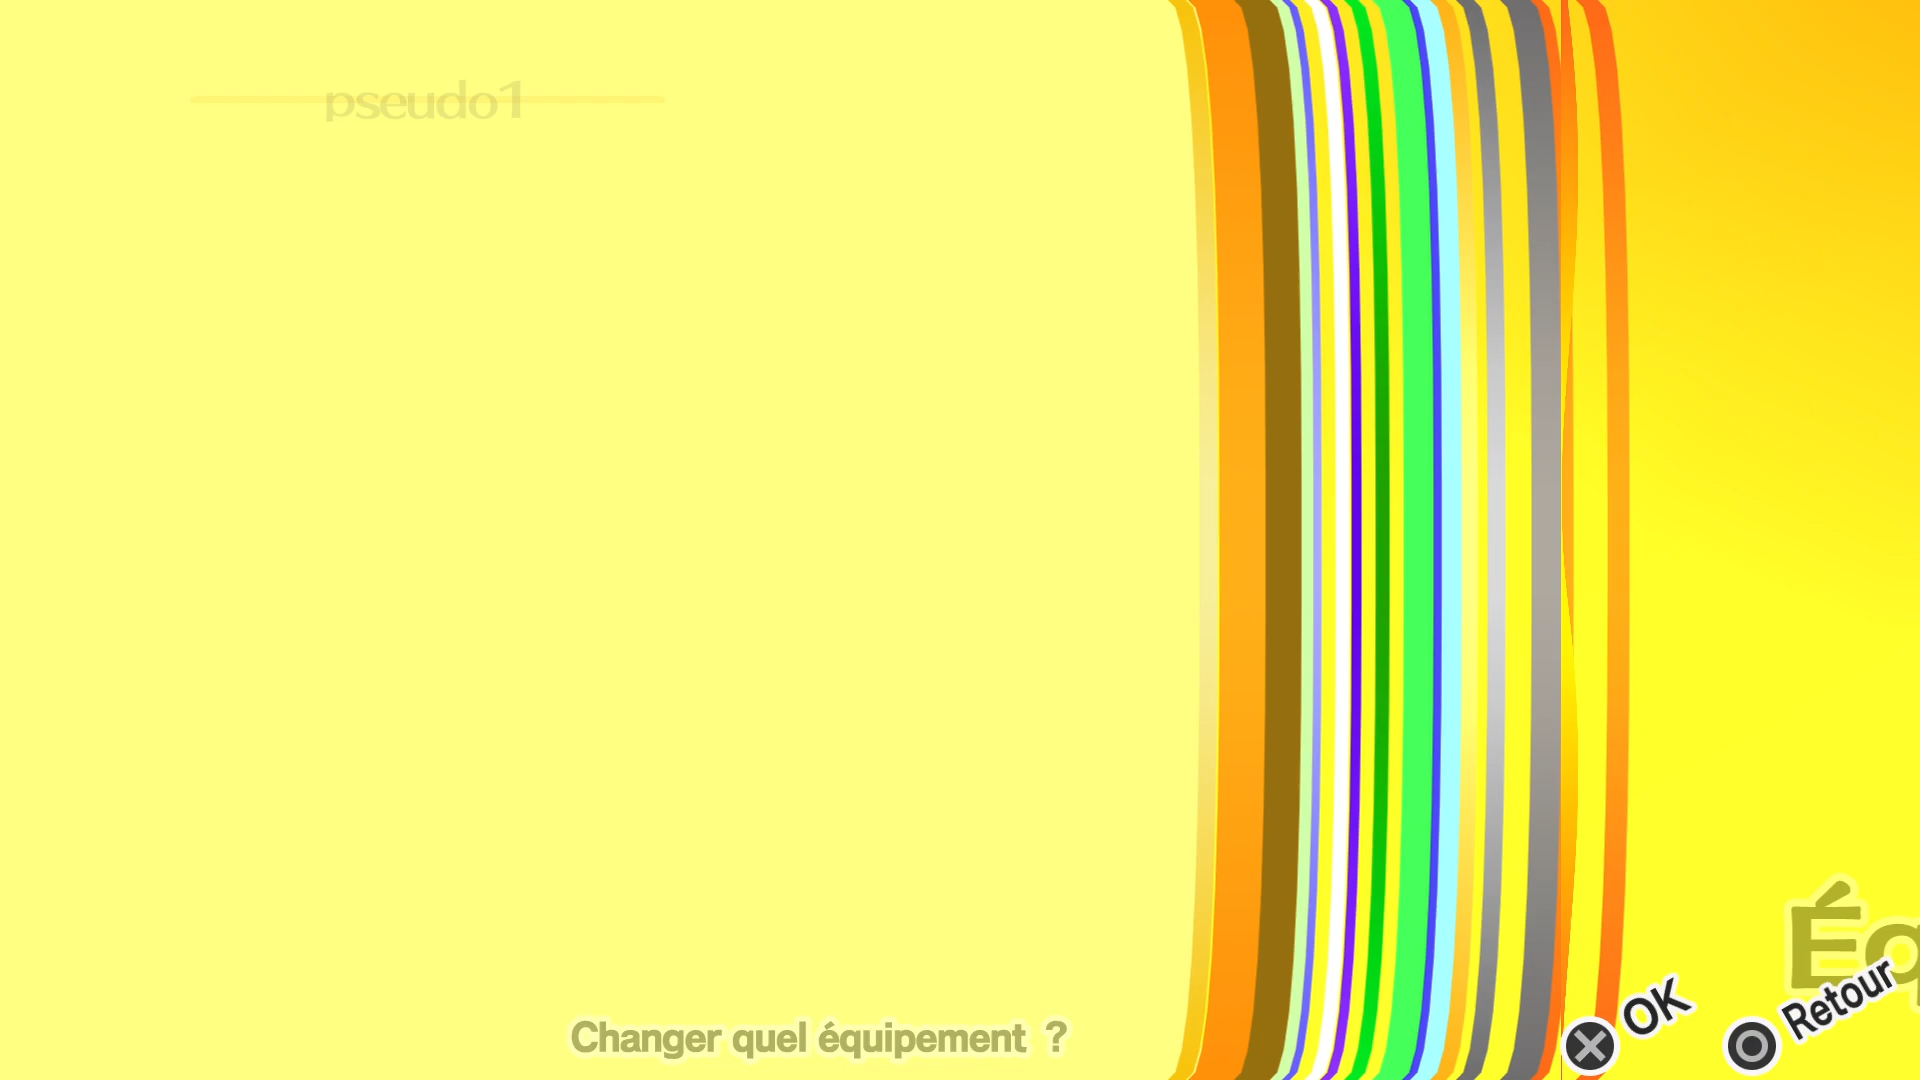 pseudo1
Changer quel équipement ?
OK
Retour